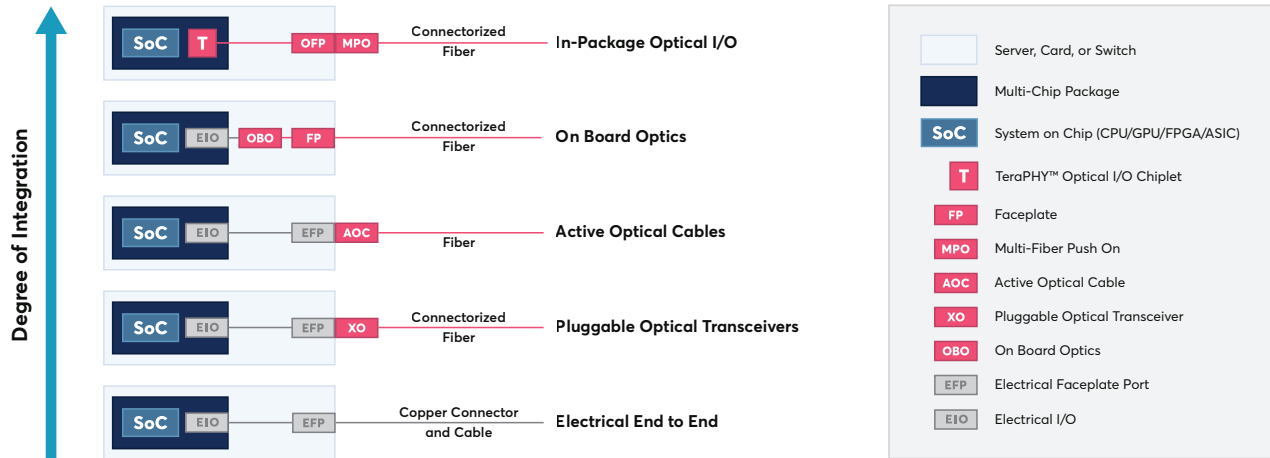 Degree of Integration
SoC
T
OFP
MPO
Connectorized
Fiber
In-Package Optical I/O
SoC
EIO
OBO
FP
Connectorized
Fiber
On Board Optics
SoC
EIO
EFP
AOC
Fiber
Active Optical Cables
SoC
EIO
EFP
XO
Connectorized
Fiber
Pluggable Optical Transceivers
SoC
EIO
EFP
Copper Connector
and Cable
Electrical End to End
Server, Card, or Switch
Multi-Chip Package
SoC
System on Chip (CPU/GPU/FPGA/ASIC)
T
TeraPHY™ Optical I/O Chiplet
FP
Faceplate
MPO
Multi-Fiber Push On
AOC
Active Optical Cable
XO
Pluggable Optical Transceiver
OBO
On Board Optics
EFP
Electrical Faceplate Port
EIO
Electrical I/O